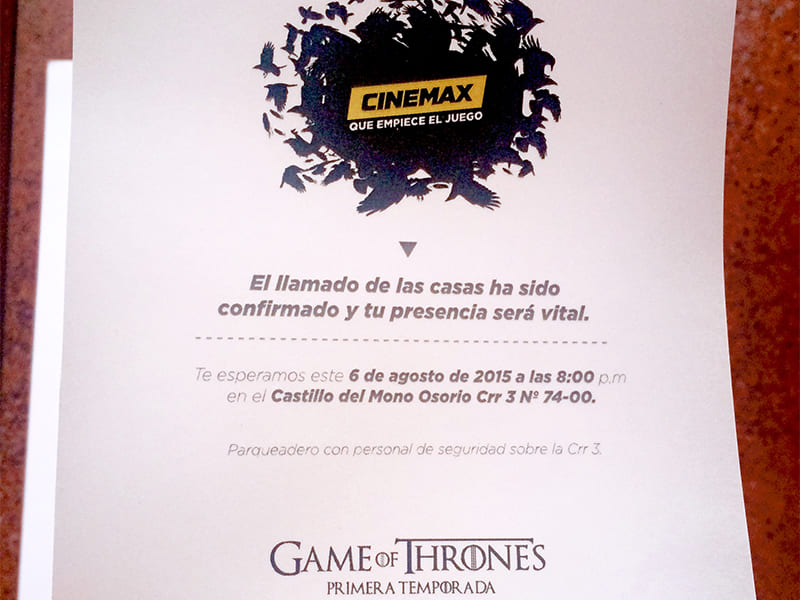 CINEMAX
QUE EMPIECE EL JUEGO
El llamado de las casas ha sido
confirmado y tu presencia será vital.
Te esperamos este 6 de agosto de 2015 a las 8:00 p.m
en el Castillo del Mono Osorio Crr 3 Nº 74-00.
Parqueadero con personal de seguridad sobre la Crr 3.
GAME OF THRONES
PRIMERA TEMPORADA